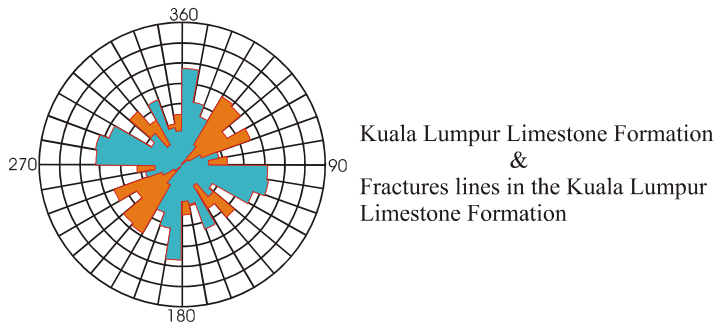 360
270
90
180
Kuala Lumpur Limestone Formation
&
Fractures lines in the Kuala Lumpur
Limestone Formation